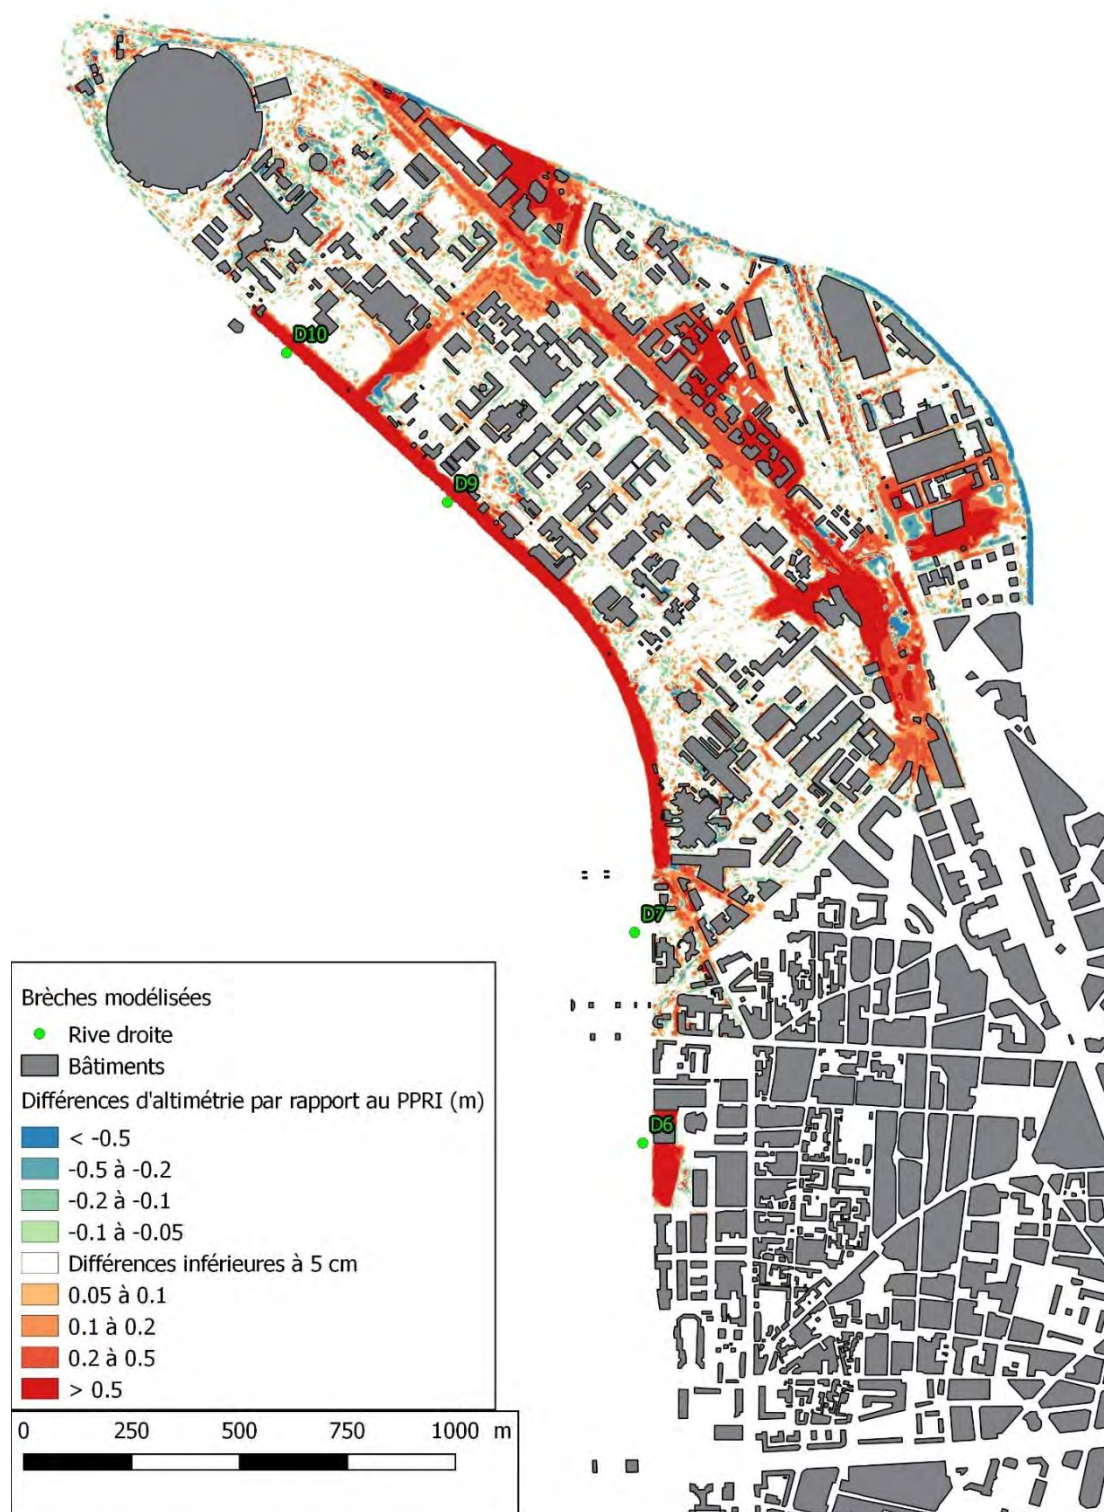 D10
D9
D7
D6
Brèches modélisées
Rive droite
Bâtiments
Différences d'altimétrie par rapport au PPRI (m)
< -0.5
-0.5 à -0.2
-0.2 à -0.1
-0.1 à -0.05
Différences inférieures à 5 cm
0.05 à 0.1
0.1 à 0.2
0.2 à 0.5
> 0.5
0 250 500 750 1000 m